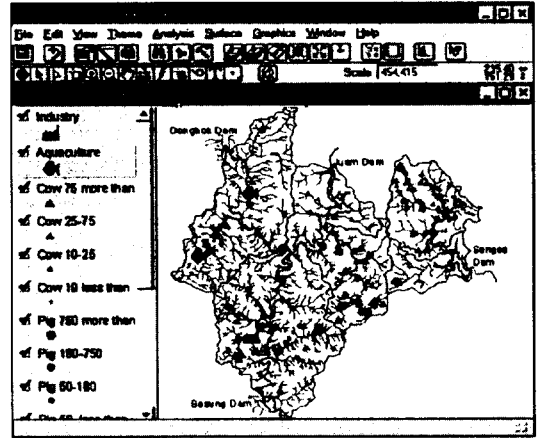 File Edit View Theme Analysis Surface Graphics Window Help
Scale 454,415
Industry
Aquaculture
Cow 75 more than
Cow 25-75
Cow 10-25
Cow 10 less than
Pig 750 more than
Pig 180-750
Pig 50-180
Dongbok Dam
Juam Dam
Dam
Dam